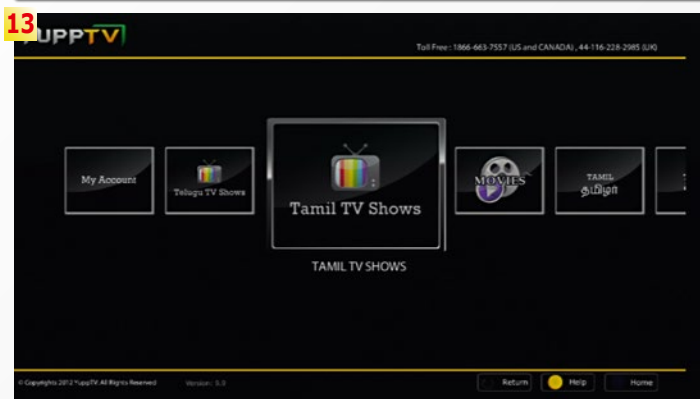 13
YUPPTV
Toll Free : 1866-663-7557 (US and CANADA) , 44-116-228-2985 (UK)
My Account
Telugu TV Shows
Tamil TV Shows
MOVIES
TAMIL
தமிழ்
TAMIL TV SHOWS
© Copyrights 2012 YuppTV. All Rights Reserved
Version:
Return
Help
Home